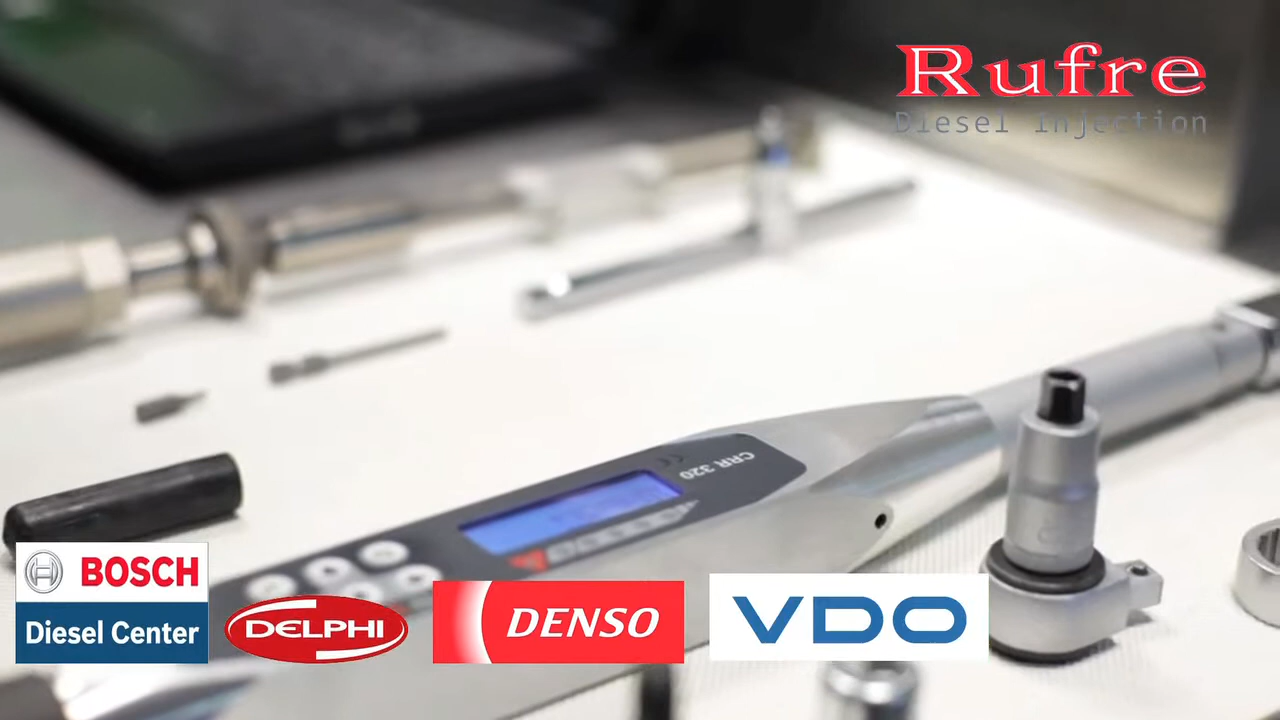 Rufre
Diesel Injection
CRR 320
BOSCH
Diesel Center
DELPHI
DENSO
VDO